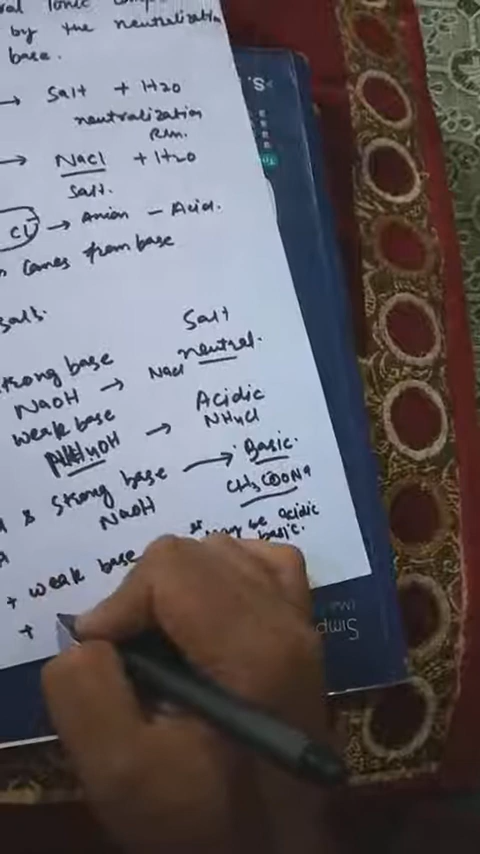 by the neutralization
base.
→ Salt + H2O
neutralization
Rxn.
→ NaCl + H2O
Salt.
Cl⁻ → Anion - Acid.
comes from base
Salts.
Salt
strong base → neutral.
NaOH NaCl
weak base → Acidic
NH4OH NH4Cl
& Strong base → Basic.
NaOH CH3COONa
+ weak base may be acidic
basic.
+
Simple